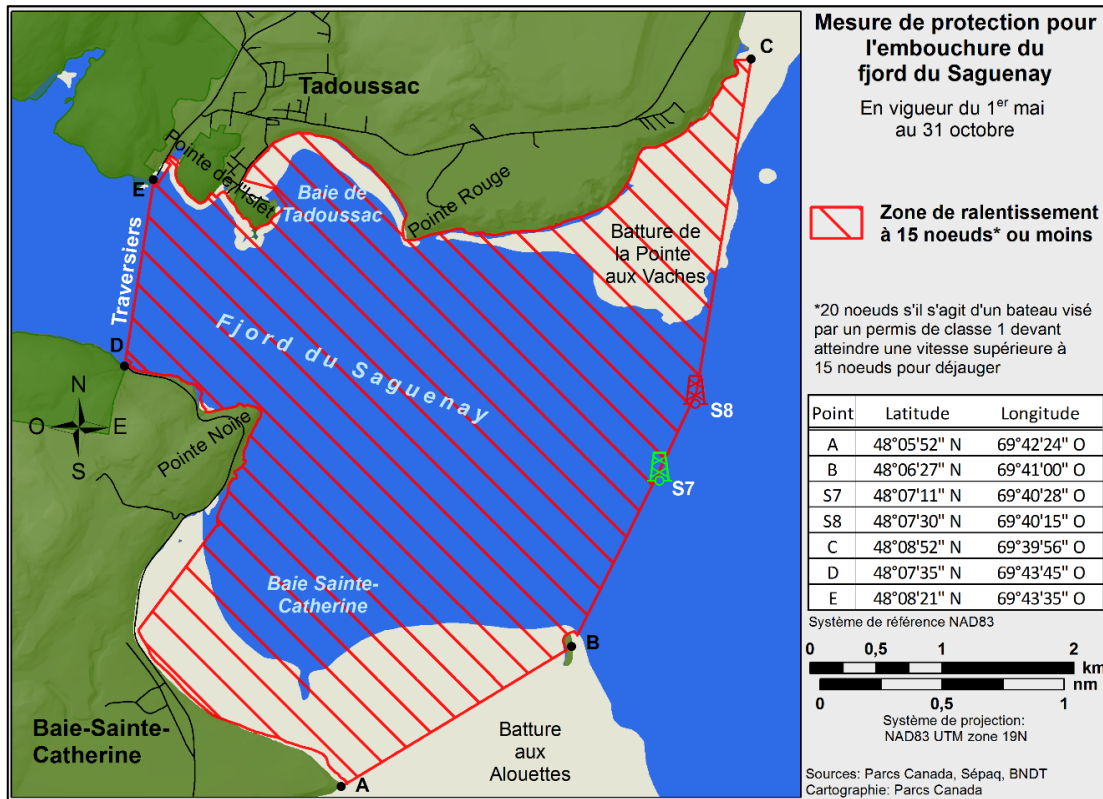 Mesure de protection pour
l'embouchure du
fjord du Saguenay
En vigueur du 1er mai
au 31 octobre
Zone de ralentissement
à 15 noeuds* ou moins
*20 noeuds s'il s'agit d'un bateau visé
par un permis de classe 1 devant
atteindre une vitesse supérieure à
15 noeuds pour déjauger
Point Latitude Longitude
A 48°05'52" N 69°42'24" O
B 48°06'27" N 69°41'00" O
S7 48°07'11" N 69°40'28" O
S8 48°07'30" N 69°40'15" O
C 48°08'52" N 69°39'56" O
D 48°07'35" N 69°43'45" O
E 48°08'21" N 69°43'35" O
Système de référence NAD83
0 0,5 1 2
km
nm
0 0,5 1
Système de projection:
NAD83 UTM zone 19N
Sources: Parcs Canada, Sépaq, BNDT
Cartographie: Parcs Canada
C
Tadoussac
Pointe de l'Islet
E
Baie de
Tadoussac
Pointe Rouge
Batture de
la Pointe
aux Vaches
Traversiers
Fjord du Saguenay
D
N
O E
S
Pointe Noire
S8
S7
Baie Sainte-
Catherine
B
Baie-Sainte-
Catherine
Batture
aux
Alouettes
A